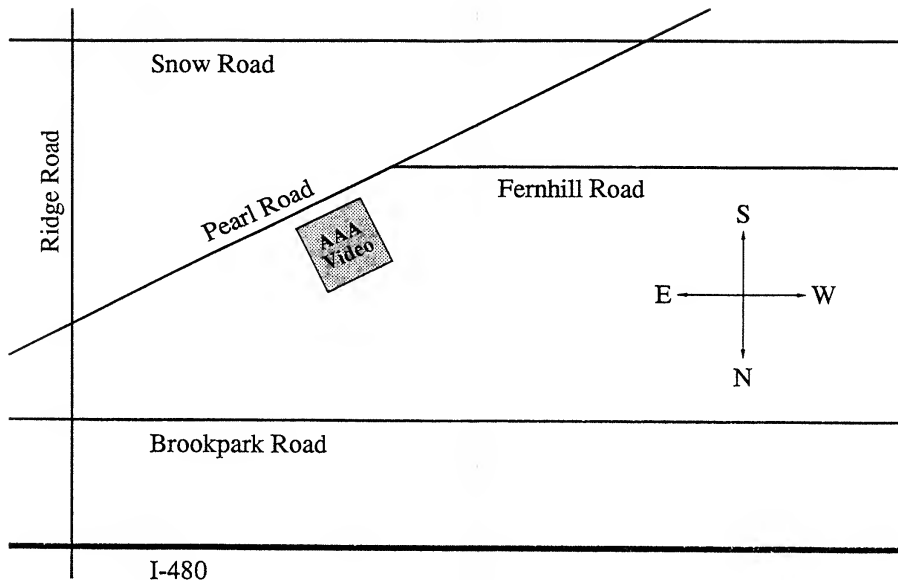 Snow Road
Ridge Road
Pearl Road
Fernhill Road
AAA
Video
S
E
W
N
Brookpark Road
I-480